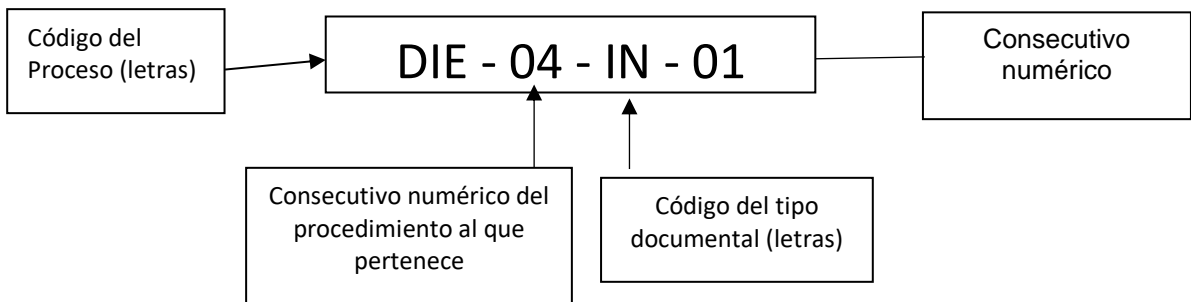 Código del
Proceso (letras)
DIE - 04 - IN - 01
Consecutivo
numérico
Consecutivo numérico del
procedimiento al que
pertenece
Código del tipo
documental (letras)